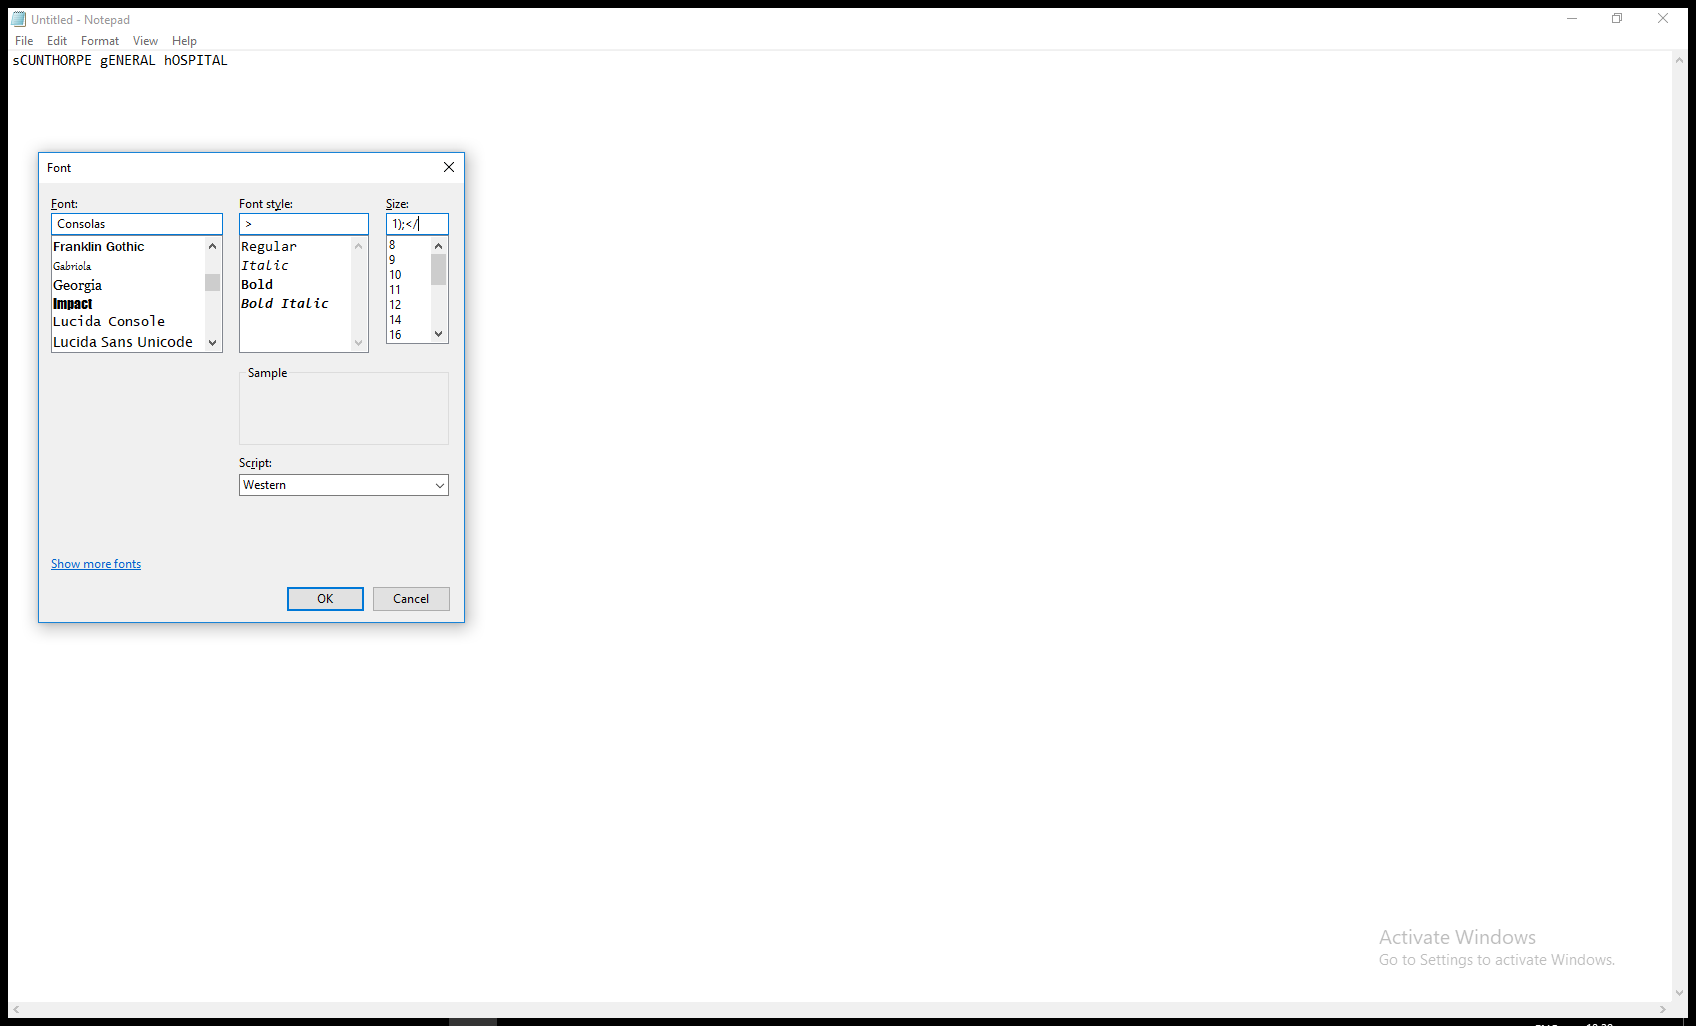 Untitled - Notepad
File Edit Format View Help
sCUNTHORPE gENERAL hOSPITAL
Font
Font: Font style: Size:
Consolas > 1);</
Franklin Gothic
Gabriola
Georgia
Impact
Lucida Console
Lucida Sans Unicode
Regular
Italic
Bold
Bold Italic
8
9
10
11
12
14
16
Sample
Script:
Western
Show more fonts
OK Cancel
Activate Windows
Go to Settings to activate Windows.